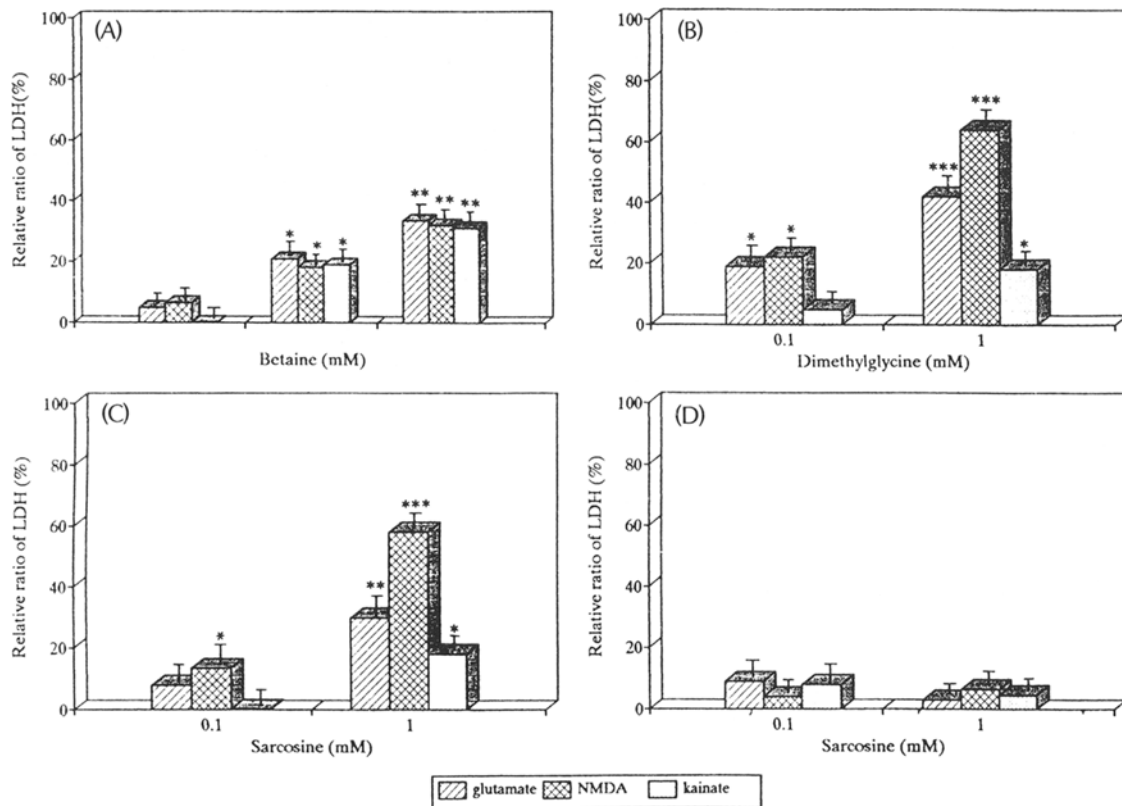 (A)
100
80
60
40
20
0
Relative ratio of LDH(%)
* * *
** ** **
Betaine (mM)
(B)
100
80
60
40
20
0
Relative ratio of LDH(%)
* *
*** *** *
0.1 1
Dimethylglycine (mM)
(C)
100
80
60
40
20
0
Relative ratio of LDH (%)
*
** *** *
0.1 1
Sarcosine (mM)
(D)
100
80
60
40
20
0
Relative ratio of LDH (%)
0.1 1
Sarcosine (mM)
glutamate NMDA kainate